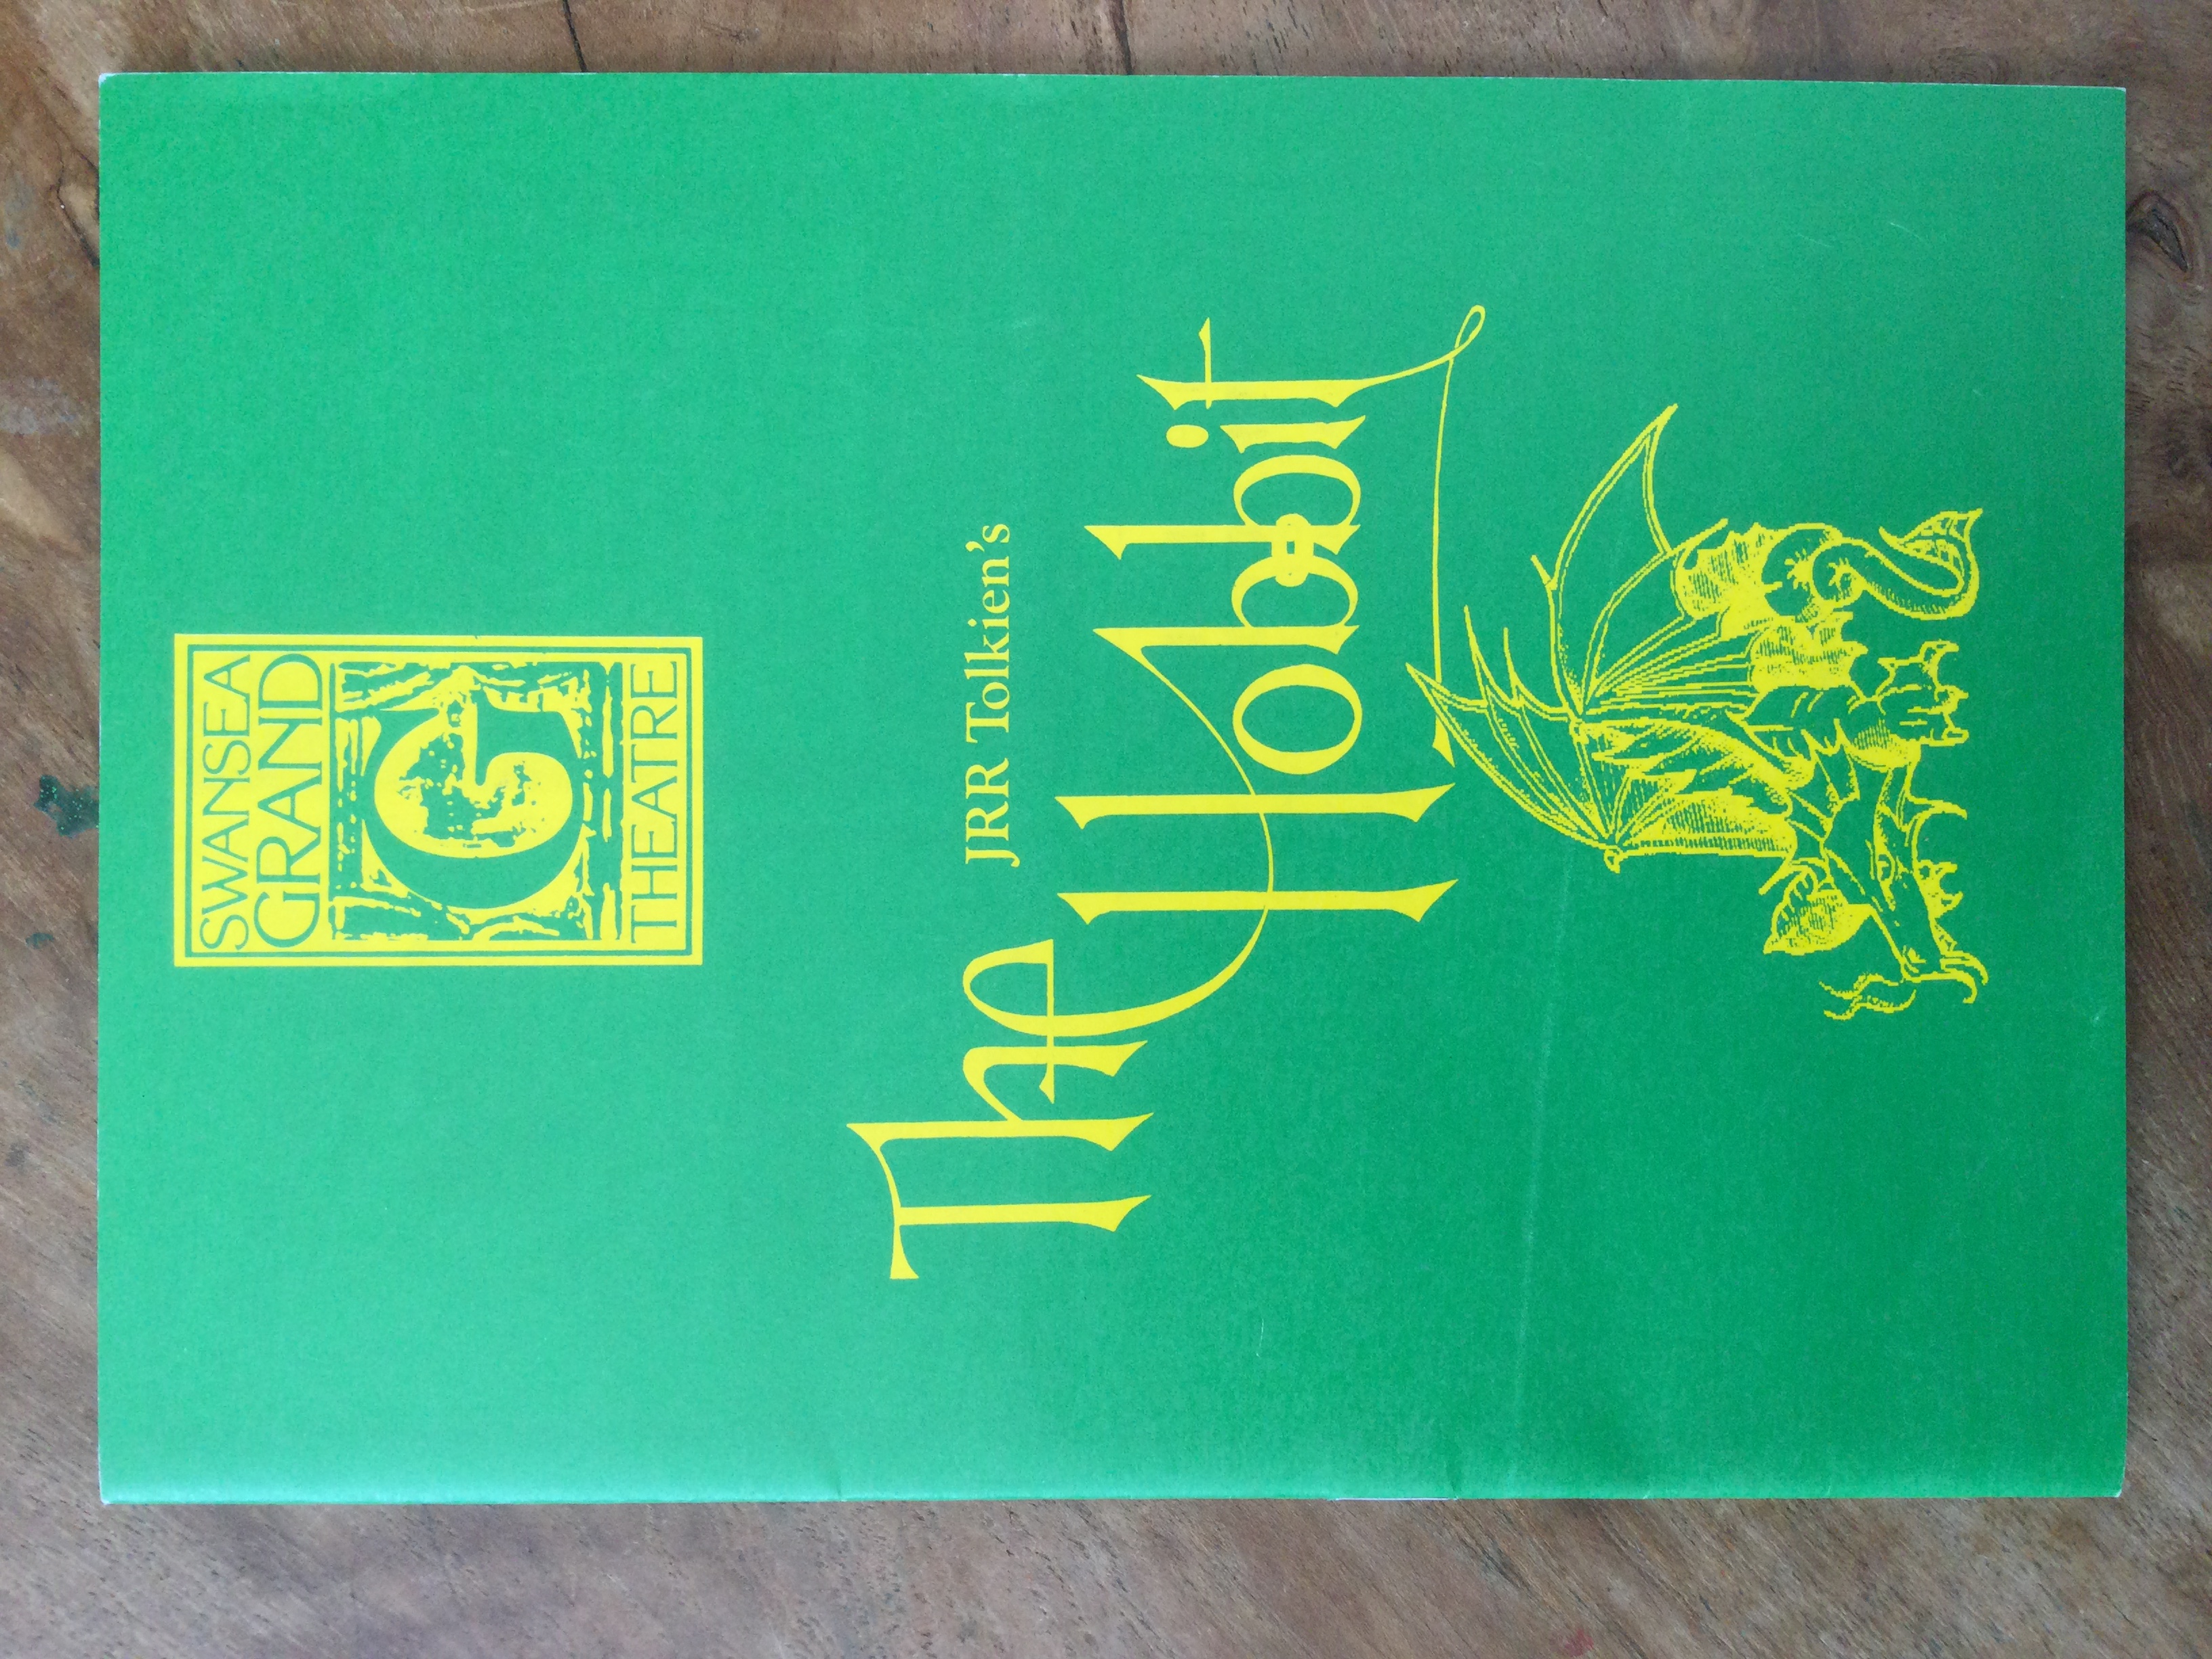 SWANSEA
GRAND
G
THEATRE
JRR Tolkien's
The Hobbit